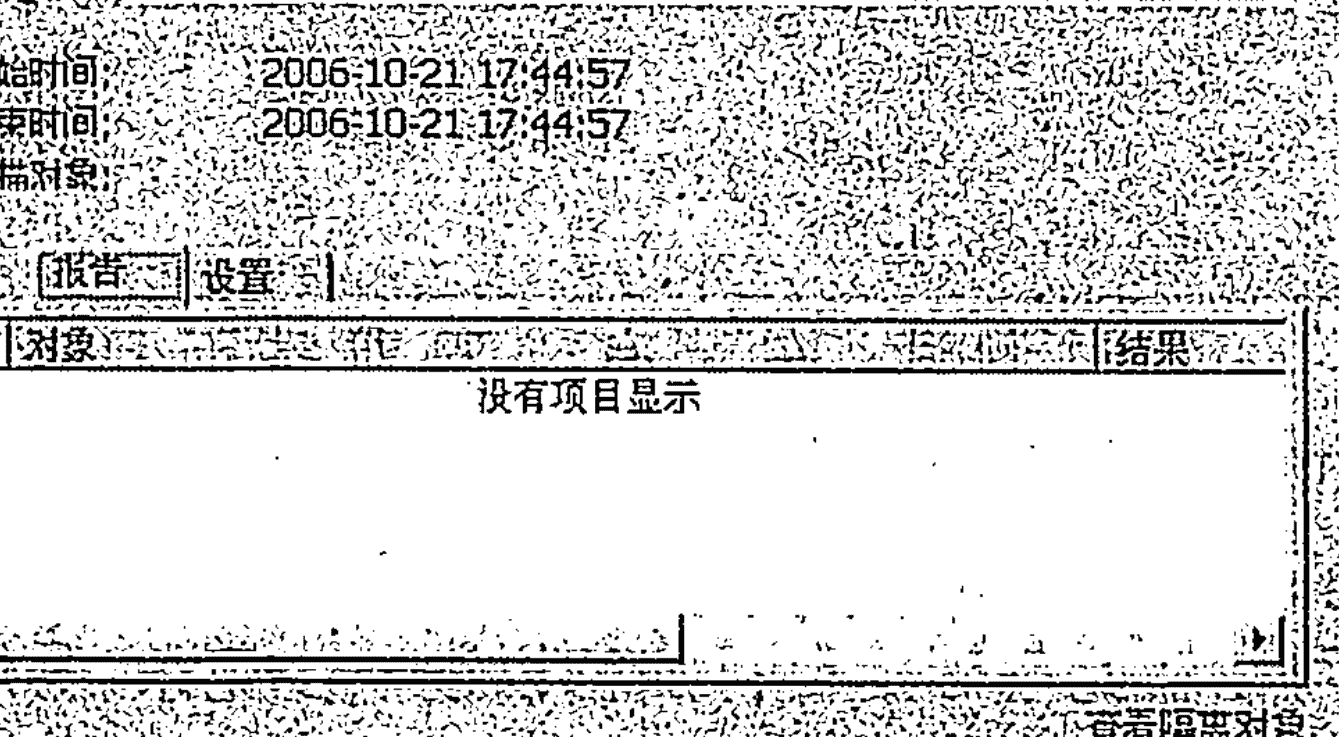 始时间: 2006-10-21 17:44:57
束时间: 2006-10-21 17:44:57
描对象:
报告 设置
对象 结果
没有项目显示
查看隔离对象